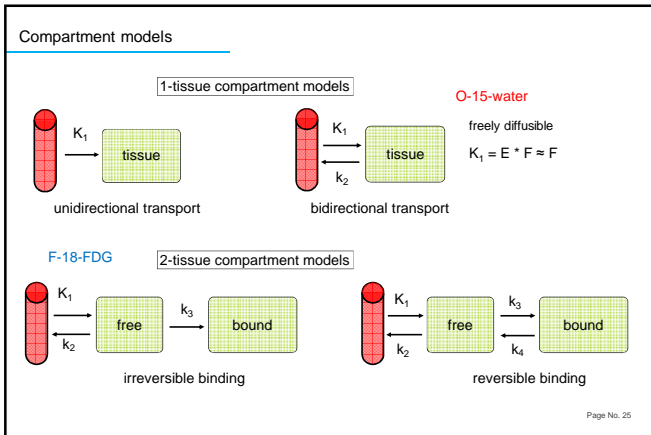 Compartment models
1-tissue compartment models
O-15-water
K₁
tissue
unidirectional transport
K₁
k₂
tissue
bidirectional transport
freely diffusible
K₁ = E * F ≈ F
F-18-FDG
2-tissue compartment models
K₁
k₂
free
k₃
bound
irreversible binding
K₁
k₂
free
k₃
k₄
bound
reversible binding
Page No. 25